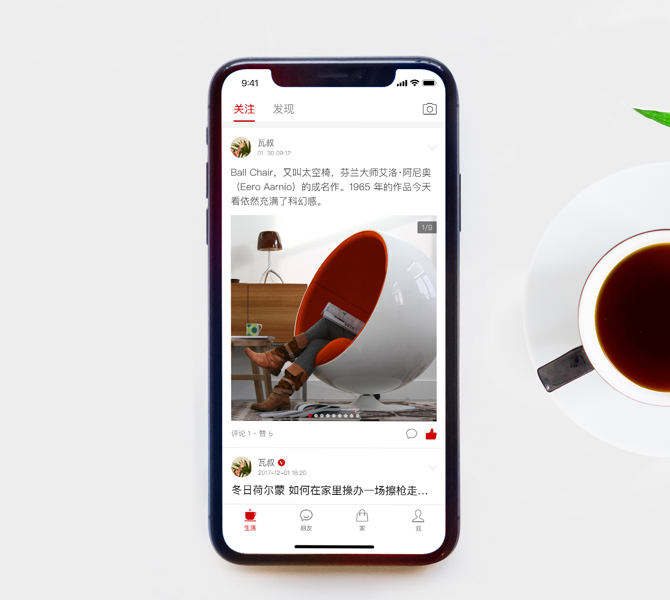 9:41
关注 发现
瓦叔
01-30 09:12
Ball Chair，又叫太空椅，芬兰大师艾洛·阿尼奥
（Eero Aarnio）的成名作。1965 年的作品今天
看依然充满了科幻感。
1/9
评论 1 · 赞 5
瓦叔
2017-12-01 16:20
冬日荷尔蒙 如何在家里操办一场擦枪走...
生活 朋友 家 我